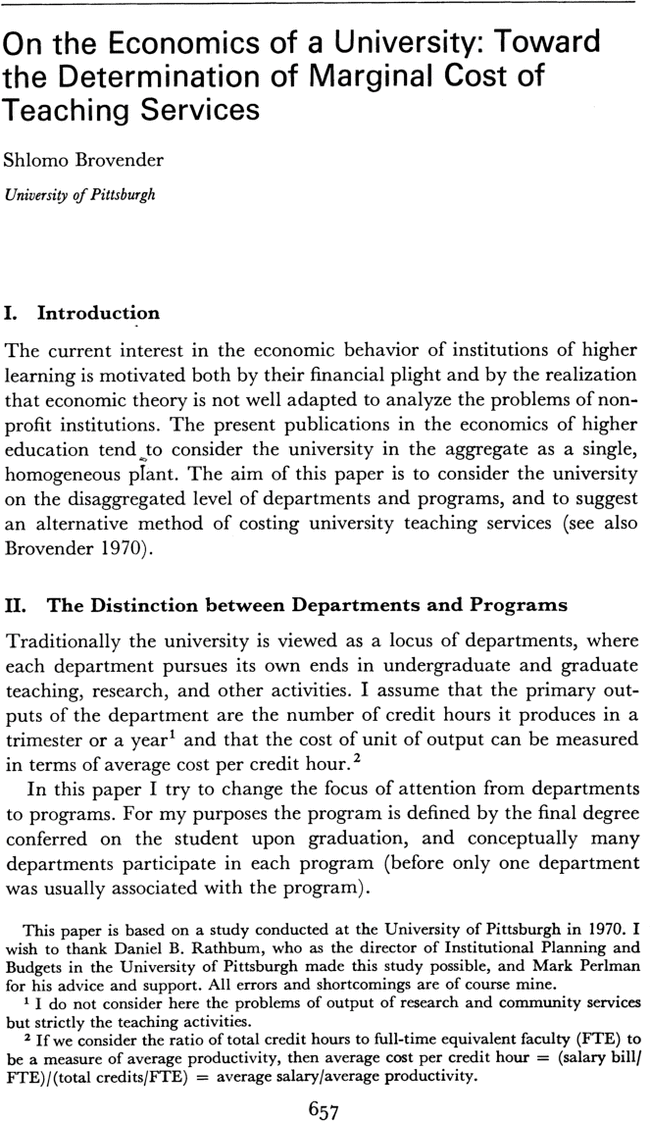 On the Economics of a University: Toward
the Determination of Marginal Cost of
Teaching Services
Shlomo Brovender
University of Pittsburgh
I. Introduction
The current interest in the economic behavior of institutions of higher
learning is motivated both by their financial plight and by the realization
that economic theory is not well adapted to analyze the problems of non-
profit institutions. The present publications in the economics of higher
education tend to consider the university in the aggregate as a single,
homogeneous plant. The aim of this paper is to consider the university
on the disaggregated level of departments and programs, and to suggest
an alternative method of costing university teaching services (see also
Brovender 1970).
II. The Distinction between Departments and Programs
Traditionally the university is viewed as a locus of departments, where
each department pursues its own ends in undergraduate and graduate
teaching, research, and other activities. I assume that the primary out-
puts of the department are the number of credit hours it produces in a
trimester or a year¹ and that the cost of unit of output can be measured
in terms of average cost per credit hour.²
In this paper I try to change the focus of attention from departments
to programs. For my purposes the program is defined by the final degree
conferred on the student upon graduation, and conceptually many
departments participate in each program (before only one department
was usually associated with the program).
This paper is based on a study conducted at the University of Pittsburgh in 1970. I
wish to thank Daniel B. Rathbum, who as the director of Institutional Planning and
Budgets in the University of Pittsburgh made this study possible, and Mark Perlman
for his advice and support. All errors and shortcomings are of course mine.
¹ I do not consider here the problems of output of research and community services
but strictly the teaching activities.
² If we consider the ratio of total credit hours to full-time equivalent faculty (FTE) to
be a measure of average productivity, then average cost per credit hour = (salary bill/
FTE)/(total credits/FTE) = average salary/average productivity.
657